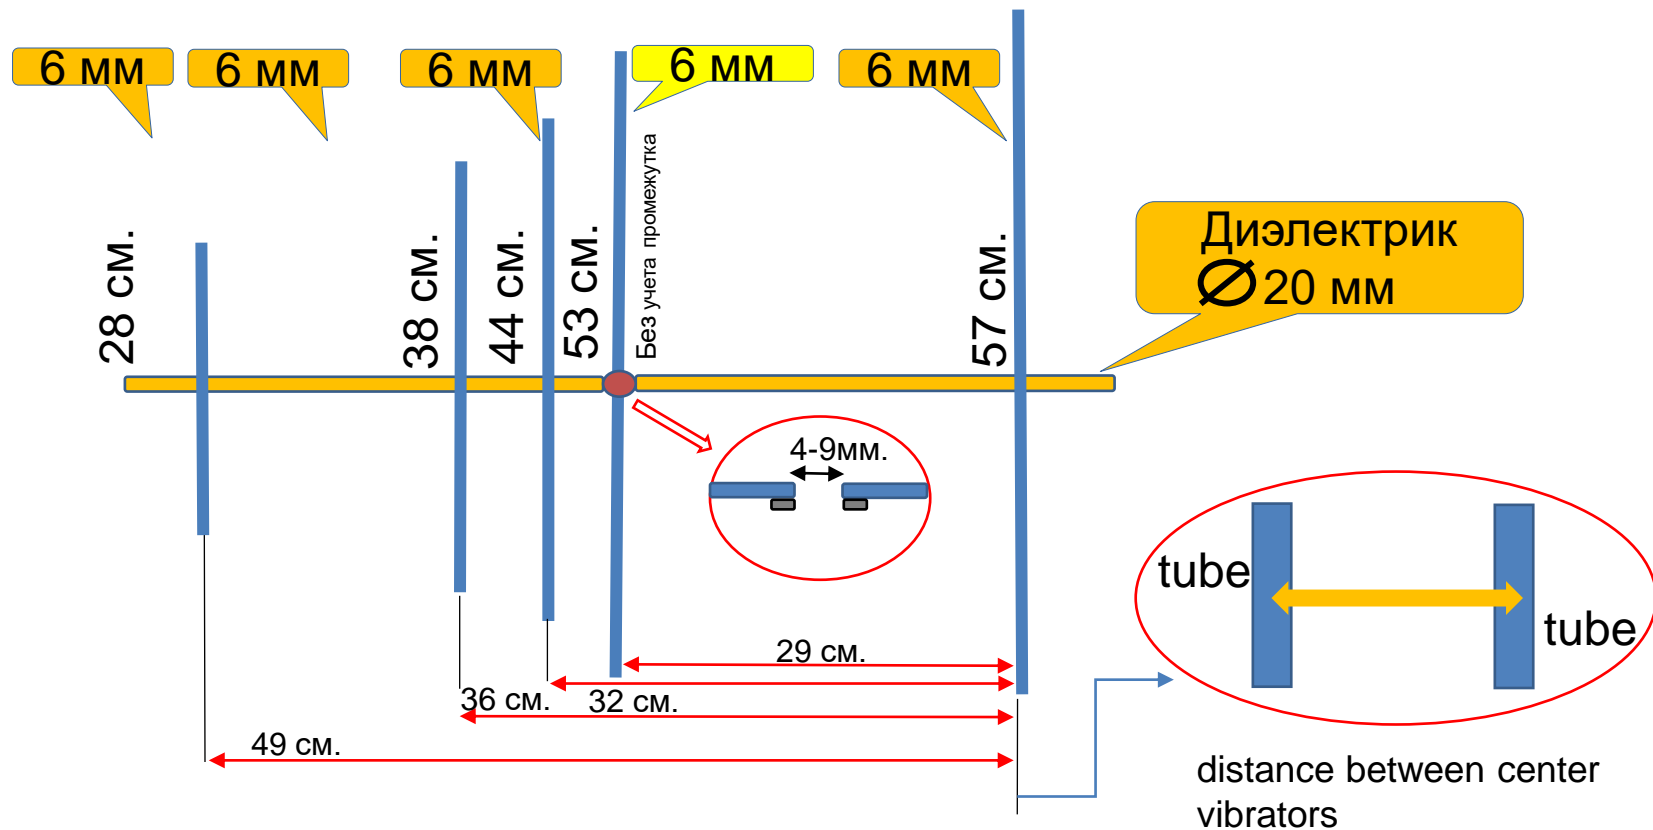 6 мм
6 мм
6 мм
6 мм
6 мм
28 см.
38 см.
44 см.
53 см.
Без учета промежутка
57 см.
Диэлектрик
Ø 20 мм
4-9мм.
tube
tube
29 см.
36 см.
32 см.
49 см.
distance between center
vibrators